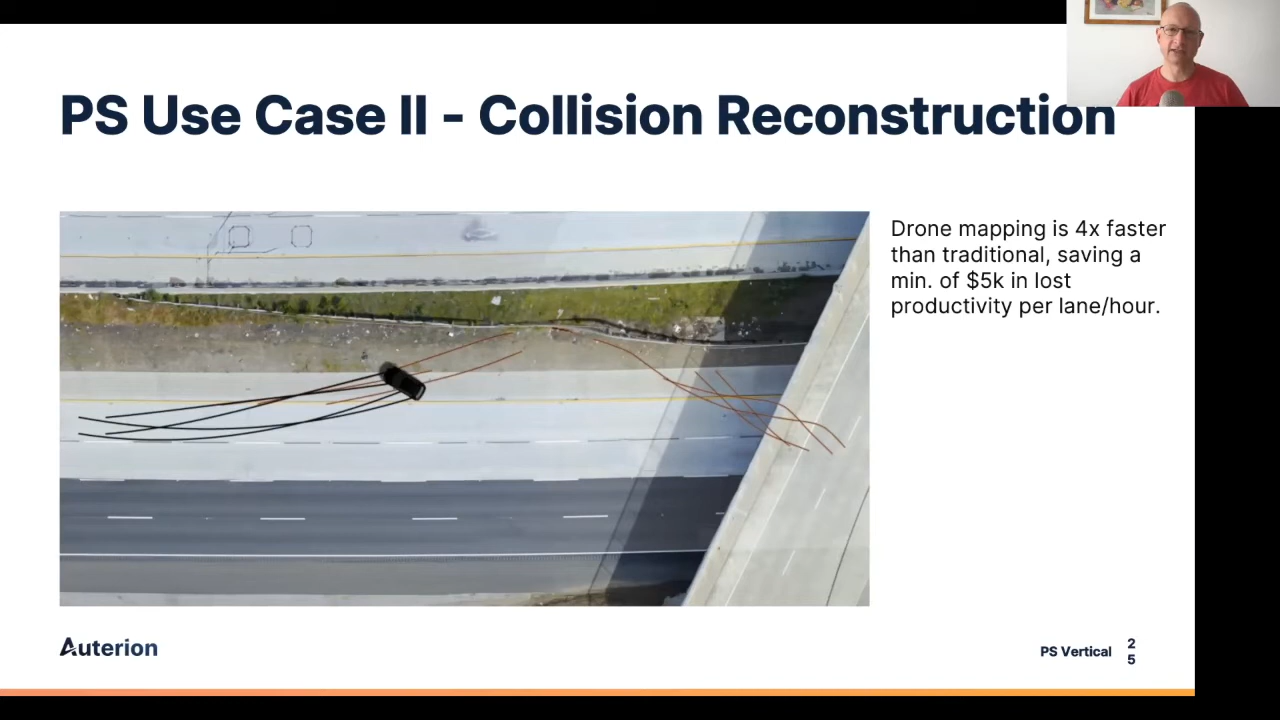 PS Use Case II - Collision Reconstruction
Drone mapping is 4x faster
than traditional, saving a
min. of $5k in lost
productivity per lane/hour.
Auterion
PS Vertical
2
5